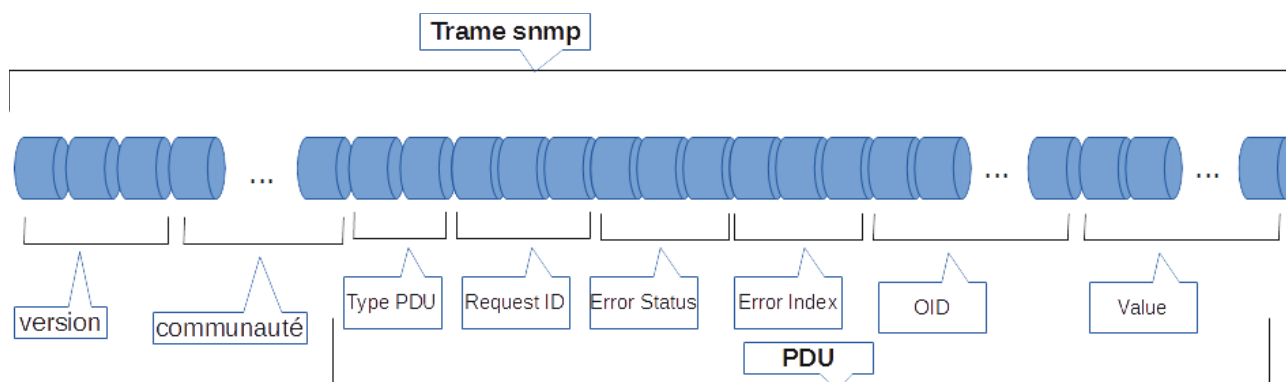 Trame snmp
...
...
...
version
communauté
Type PDU
Request ID
Error Status
Error Index
OID
Value
PDU